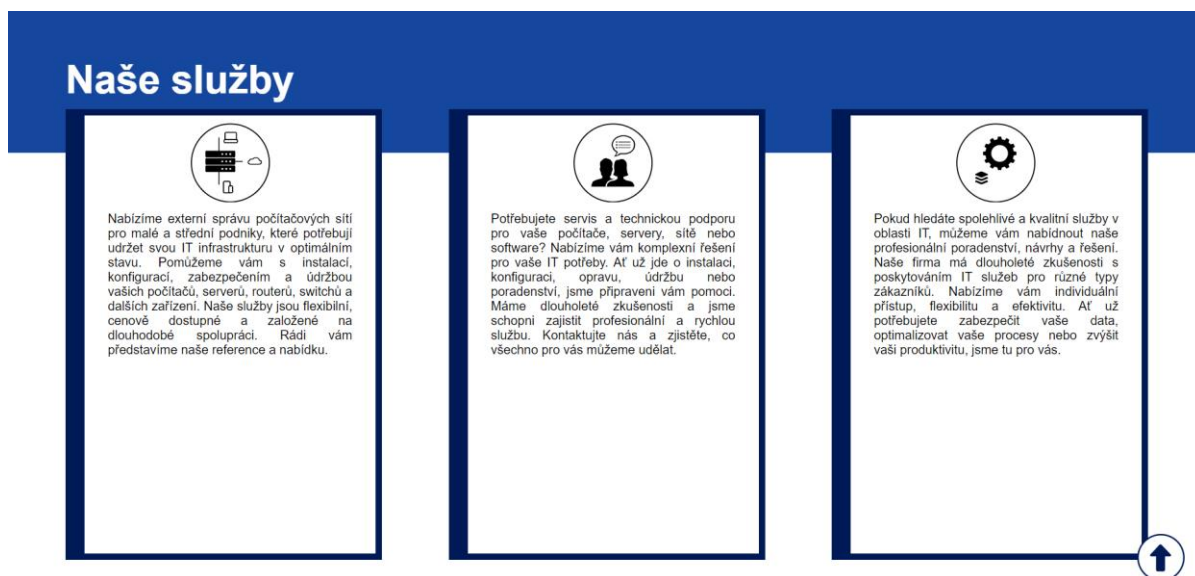 Naše služby
Nabízíme externí správu počítačových sítí
pro malé a střední podniky, které potřebují
udržet svou IT infrastrukturu v optimálním
stavu. Pomůžeme vám s instalací,
konfigurací, zabezpečením a údržbou
vašich počítačů, serverů, routerů, switchů a
dalších zařízení. Naše služby jsou flexibilní,
cenově dostupné a založené na
dlouhodobé spolupráci. Rádi vám
představíme naše reference a nabídku.
Potřebujete servis a technickou podporu
pro vaše počítače, servery, sítě nebo
software? Nabízíme vám komplexní řešení
pro vaše IT potřeby. Ať už jde o instalaci,
konfiguraci, opravu, údržbu nebo
poradenství, jsme připraveni vám pomoci.
Máme dlouholeté zkušenosti a jsme
schopni zajistit profesionální a rychlou
službu. Kontaktujte nás a zjistěte, co
všechno pro vás můžeme udělat.
Pokud hledáte spolehlivé a kvalitní služby v
oblasti IT, můžeme vám nabídnout naše
profesionální poradenství, návrhy a řešení.
Naše firma má dlouholeté zkušenosti s
poskytováním IT služeb pro různé typy
zákazníků. Nabízíme vám individuální
přístup, flexibilitu a efektivitu. Ať už
potřebujete zabezpečit vaše data,
optimalizovat vaše procesy nebo zvýšit
vaši produktivitu, jsme tu pro vás.